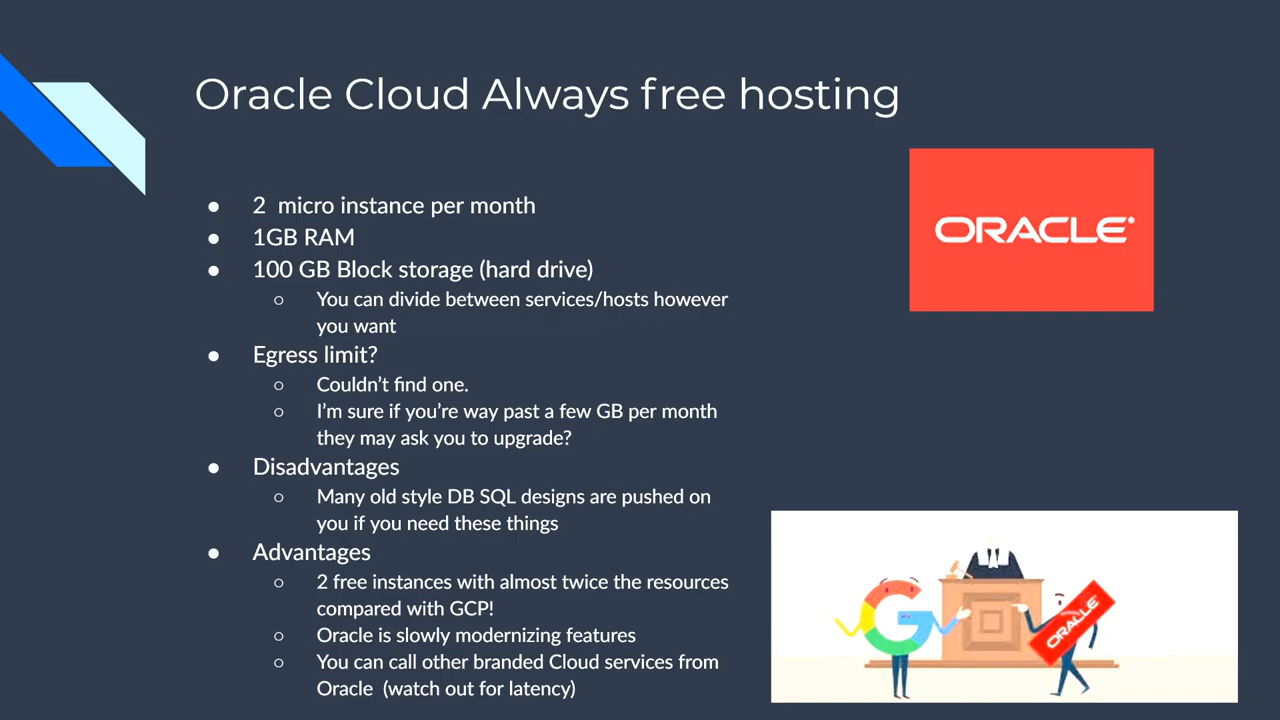 Oracle Cloud Always free hosting
● 2 micro instance per month
● 1GB RAM
● 100 GB Block storage (hard drive)
○ You can divide between services/hosts however
you want
● Egress limit?
○ Couldn't find one.
○ I'm sure if you're way past a few GB per month
they may ask you to upgrade?
● Disadvantages
○ Many old style DB SQL designs are pushed on
you if you need these things
● Advantages
○ 2 free instances with almost twice the resources
compared with GCP!
○ Oracle is slowly modernizing features
○ You can call other branded Cloud services from
Oracle (watch out for latency)
ORACLE®
G
ORACLE